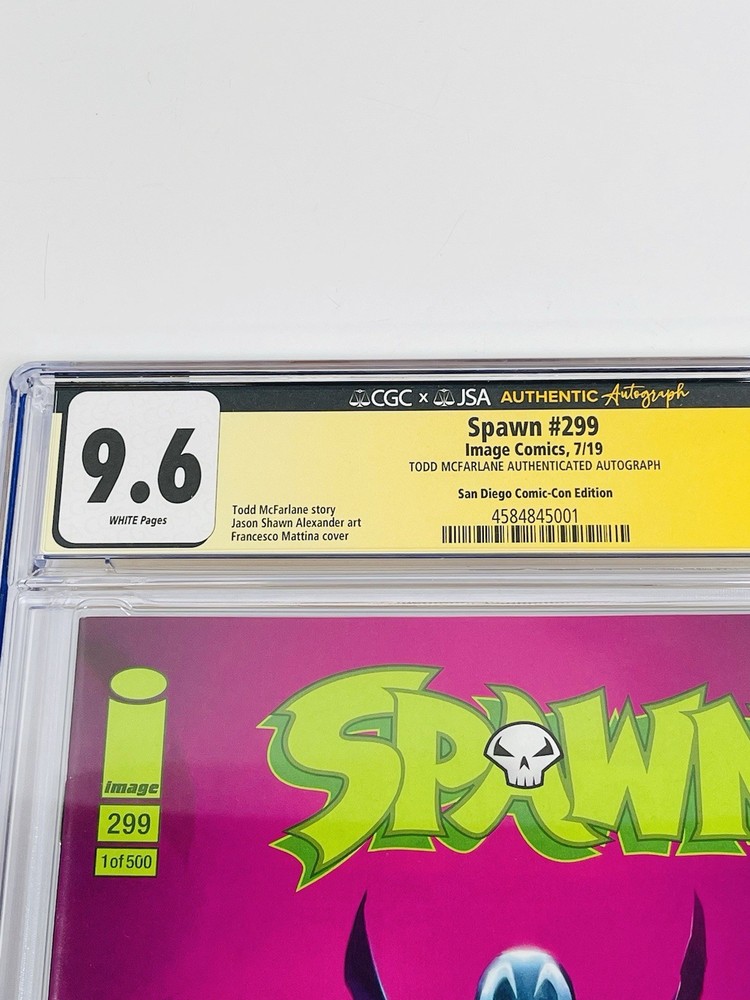 CGC x JSA AUTHENTIC Autograph
9.6
WHITE Pages
Spawn #299
Image Comics, 7/19
TODD MCFARLANE AUTHENTICATED AUTOGRAPH
San Diego Comic-Con Edition
4584845001
Todd McFarlane story
Jason Shawn Alexander art
Francesco Mattina cover
SPAWN
image
299
1 of 500